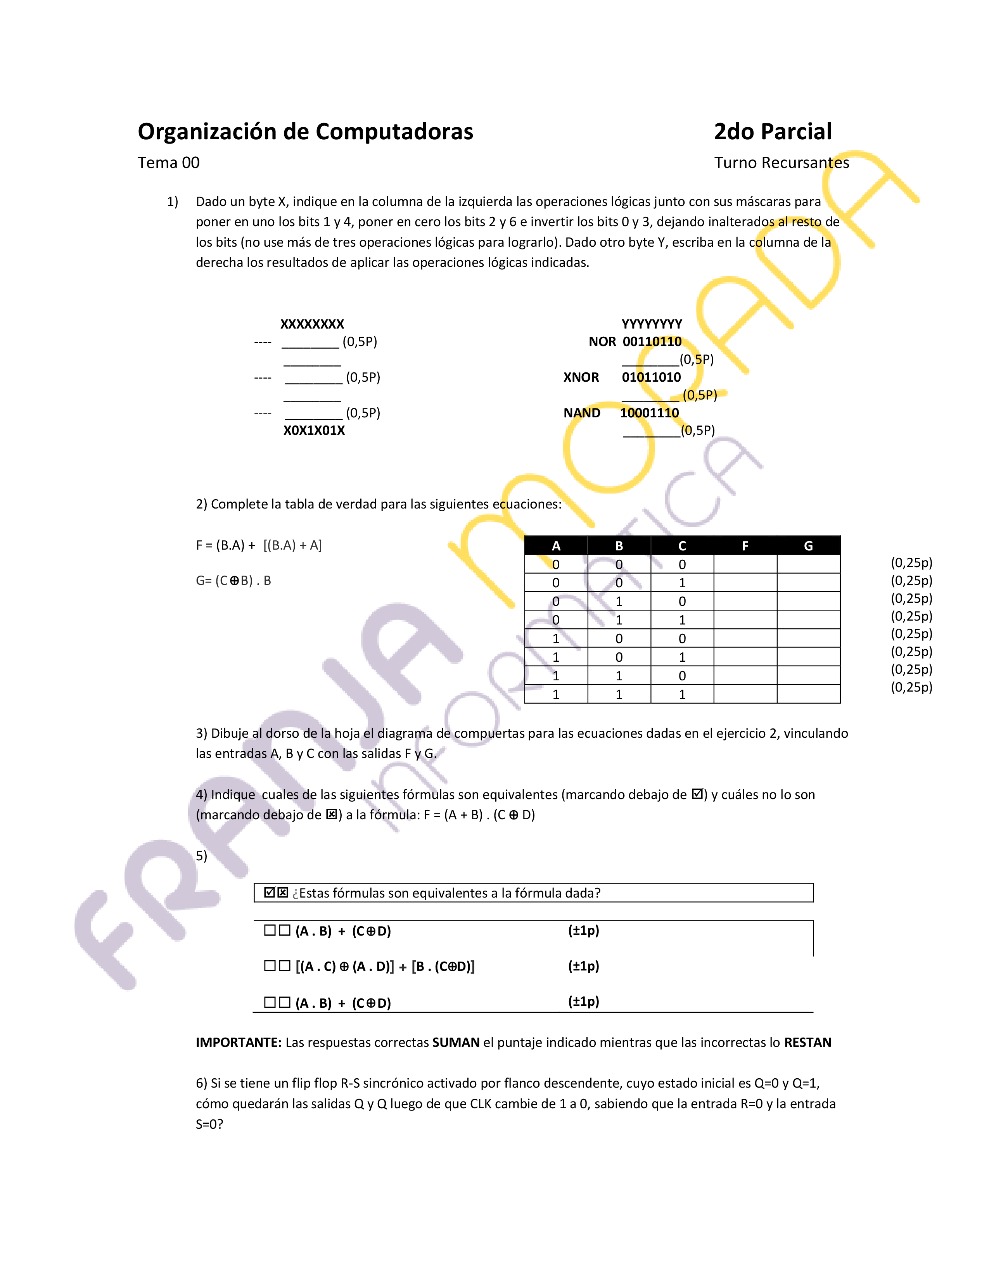 Organización de Computadoras 2do Parcial
Tema 00 Turno Recursantes
1) Dado un byte X, indique en la columna de la izquierda las operaciones lógicas junto con sus máscaras para
poner en uno los bits 1 y 4, poner en cero los bits 2 y 6 e invertir los bits 0 y 3, dejando inalterados al resto de
los bits (no use más de tres operaciones lógicas para lograrlo). Dado otro byte Y, escriba en la columna de la
derecha los resultados de aplicar las operaciones lógicas indicadas.
XXXXXXXX YYYYYYYY
---- ________ (0,5P) NOR 00110110
________ ________(0,5P)
---- ________ (0,5P) XNOR 01011010
________ ________ (0,5P)
---- ________ (0,5P) NAND 10001110
X0X1X01X ________(0,5P)
2) Complete la tabla de verdad para las siguientes ecuaciones:
F = (B.A) + [(B.A) + A]
G= (C⊕B) . B
A B C F G
0 0 0 (0,25p)
0 0 1 (0,25p)
0 1 0 (0,25p)
0 1 1 (0,25p)
1 0 0 (0,25p)
1 0 1 (0,25p)
1 1 0 (0,25p)
1 1 1 (0,25p)
3) Dibuje al dorso de la hoja el diagrama de compuertas para las ecuaciones dadas en el ejercicio 2, vinculando
las entradas A, B y C con las salidas F y G.
4) Indique cuales de las siguientes fórmulas son equivalentes (marcando debajo de ☑) y cuáles no lo son
(marcando debajo de ☒) a la fórmula: F = (A + B) . (C ⊕ D)
5)
☑☒ ¿Estas fórmulas son equivalentes a la fórmula dada?
☐☐ (A . B) + (C⊕D) (±1p)
☐☐ [(A . C) ⊕ (A . D)] + [B . (C⊕D)] (±1p)
☐☐ (A . B) + (C⊕D) (±1p)
IMPORTANTE: Las respuestas correctas SUMAN el puntaje indicado mientras que las incorrectas lo RESTAN
6) Si se tiene un flip flop R-S sincrónico activado por flanco descendente, cuyo estado inicial es Q=0 y Q=1,
cómo quedarán las salidas Q y Q luego de que CLK cambie de 1 a 0, sabiendo que la entrada R=0 y la entrada
S=0?
FRANJA MORADA
INFORMÁTICA